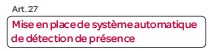 Art. 27
Mise en place de système automatique
de détection de présence